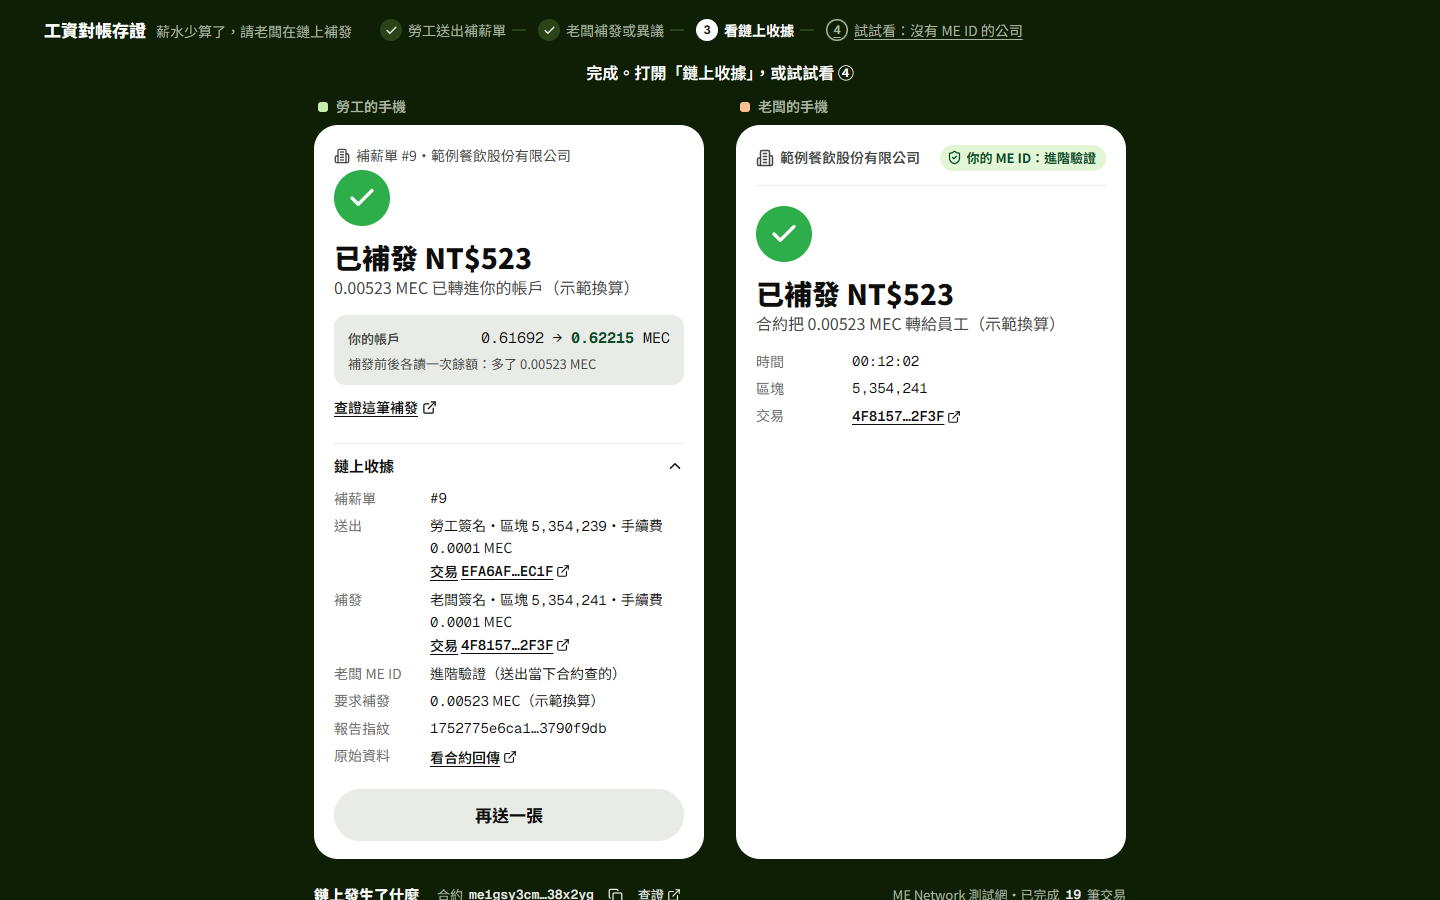 工資對帳存證 薪水少算了，請老闆在鏈上補發 勞工送出補薪單 老闆補發或異議 3 看鏈上收據 4 試試看：沒有 ME ID 的公司
完成。打開「鏈上收據」，或試試看 ④
勞工的手機
補薪單 #9・範例餐飲股份有限公司
已補發 NT$523
0.00523 MEC 已轉進你的帳戶（示範換算）
你的帳戶 0.61692 → 0.62215 MEC
補發前後各讀一次餘額：多了 0.00523 MEC
查證這筆補發
鏈上收據
補薪單 #9
送出 勞工簽名・區塊 5,354,239・手續費
0.0001 MEC
交易 EFA6AF…EC1F
補發 老闆簽名・區塊 5,354,241・手續費
0.0001 MEC
交易 4F8157…2F3F
老闆 ME ID 進階驗證（送出當下合約查的）
要求補發 0.00523 MEC（示範換算）
報告指紋 1752775e6ca1…3790f9db
原始資料 看合約回傳
再送一張
老闆的手機
範例餐飲股份有限公司 你的 ME ID：進階驗證
已補發 NT$523
合約把 0.00523 MEC 轉給員工（示範換算）
時間 00:12:02
區塊 5,354,241
交易 4F8157…2F3F
鏈上發生了什麼 合約 me1gsy3cm…38x2yg 查證 ME Network 測試網・已完成 19 筆交易